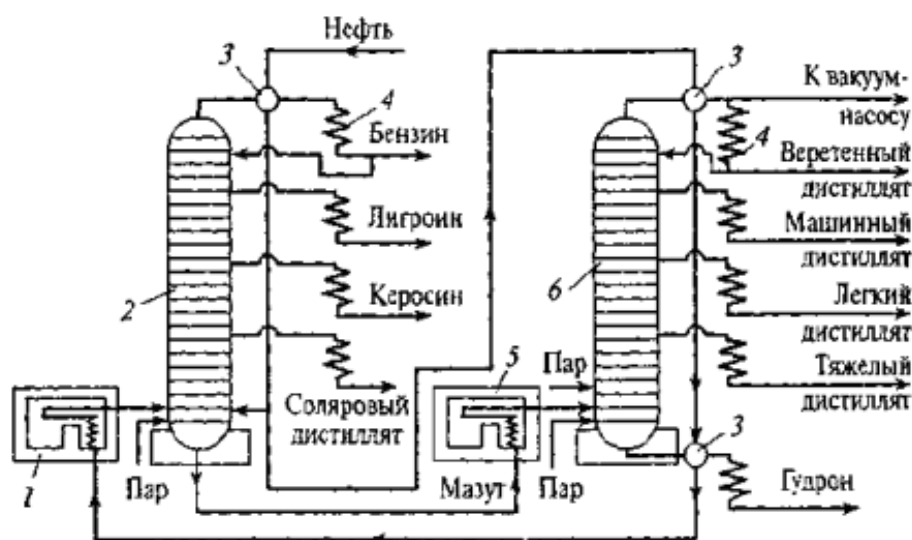 Нефть
3
3
К вакуум-
насосу
4
Бензин
4
Веретенный
дистиллят
Лигроин
Машинный
дистиллят
2
Керосин
6
Легкий
дистиллят
5
Пар
Тяжелый
дистиллят
Соляровый
дистиллят
3
1
Пар
Мазут
Пар
Гудрон